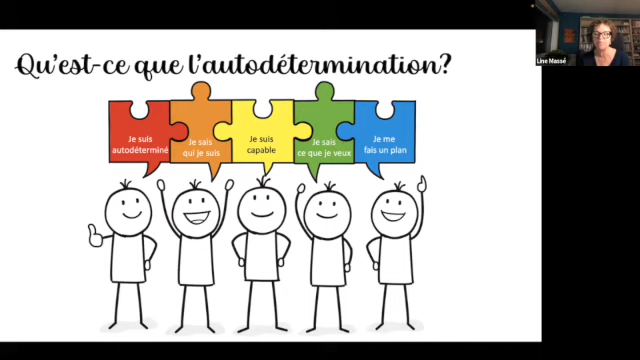 Qu'est-ce que l'autodétermination?
Line Massé
Je suis
autodéterminé
Je sais
qui je suis
Je suis
capable
Je sais
ce que je veux
Je me
fais un plan